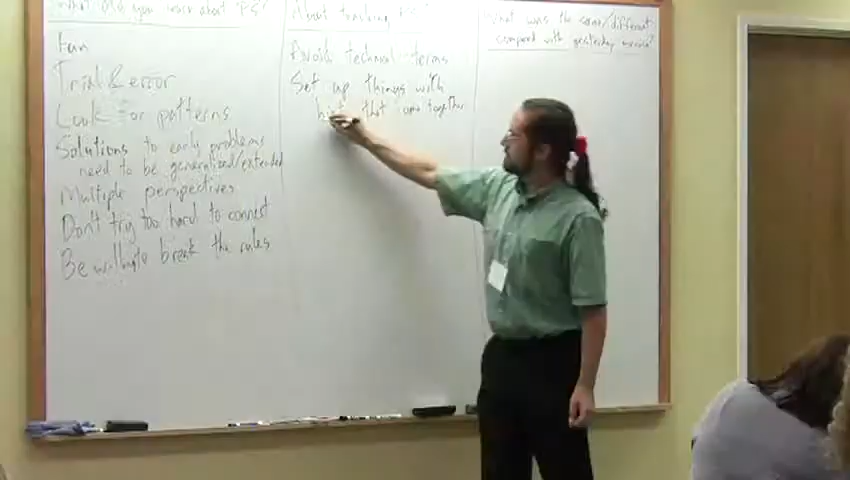 What did you learn about PS?
Fun
Trial & error
Look for patterns
Solutions to early problems
need to be generalized/extended
Multiple perspectives
Don't try too hard to connect
Be willing to break the rules
About teaching
Avoid technical terms
Set up things with
that come together
What was the same/different
compared with yesterday